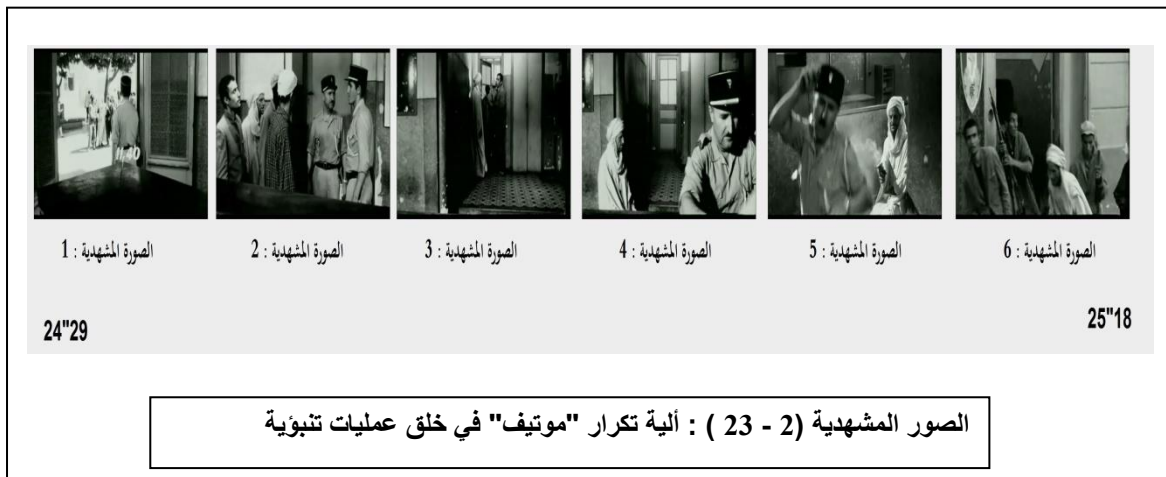 الصورة المشهدية : 1
الصورة المشهدية : 2
الصورة المشهدية : 3
الصورة المشهدية : 4
الصورة المشهدية : 5
الصورة المشهدية : 6
24"29
25"18
الصور المشهدية (2 - 23 ) : ألية تكرار "موتيف" في خلق عمليات تنبؤية